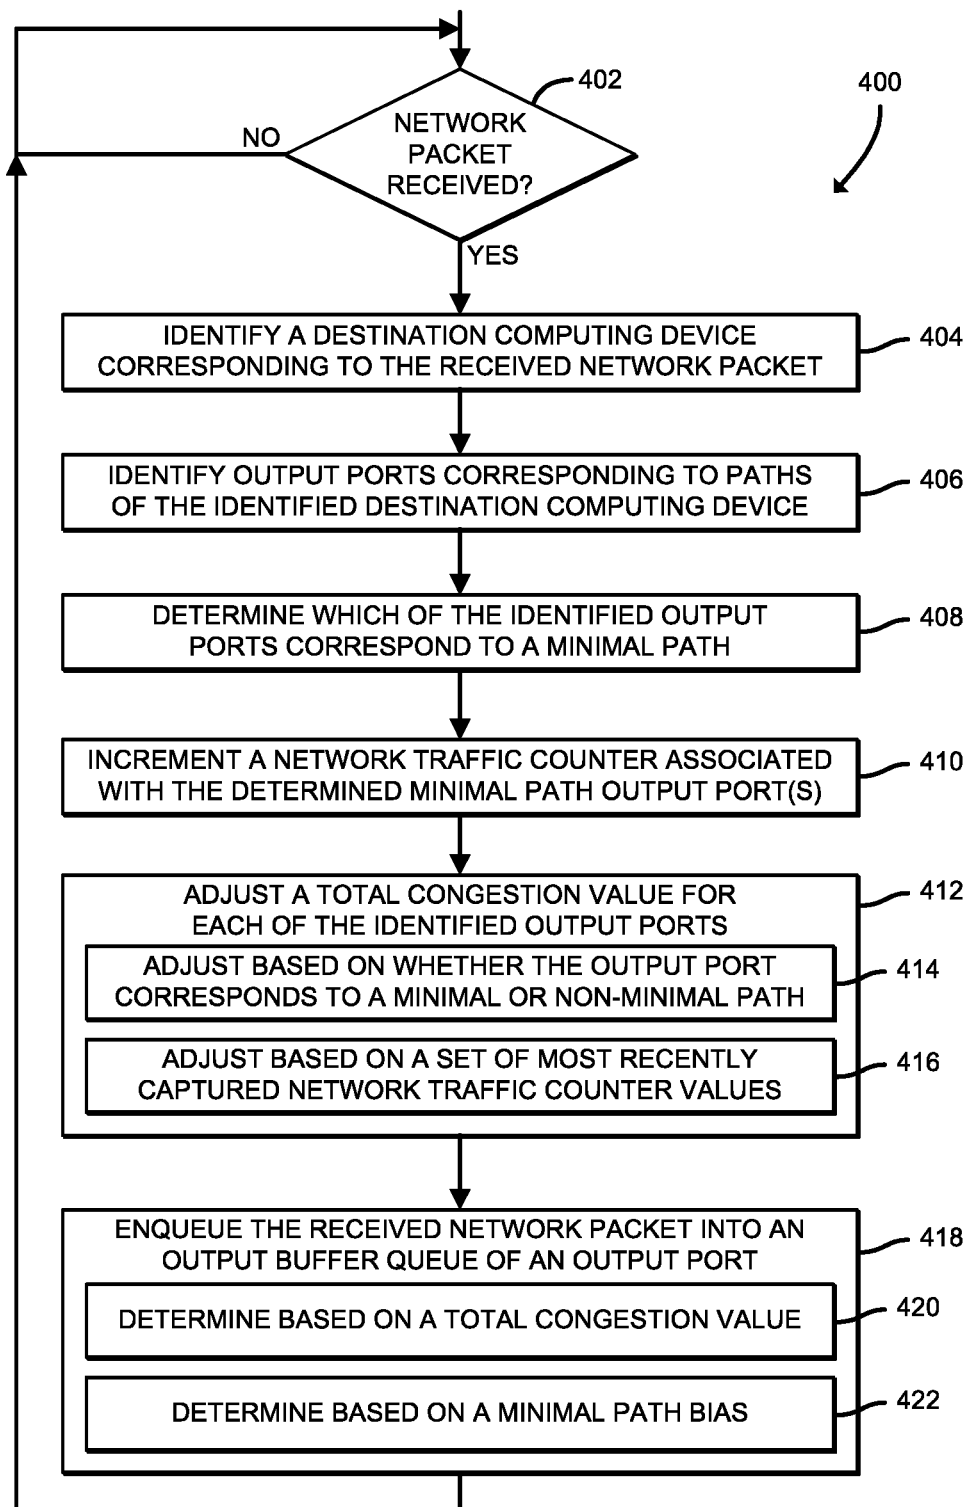 402
400
NETWORK
PACKET
RECEIVED?
NO
YES
IDENTIFY A DESTINATION COMPUTING DEVICE
CORRESPONDING TO THE RECEIVED NETWORK PACKET
404
IDENTIFY OUTPUT PORTS CORRESPONDING TO PATHS
OF THE IDENTIFIED DESTINATION COMPUTING DEVICE
406
DETERMINE WHICH OF THE IDENTIFIED OUTPUT
PORTS CORRESPOND TO A MINIMAL PATH
408
INCREMENT A NETWORK TRAFFIC COUNTER ASSOCIATED
WITH THE DETERMINED MINIMAL PATH OUTPUT PORT(S)
410
ADJUST A TOTAL CONGESTION VALUE FOR
EACH OF THE IDENTIFIED OUTPUT PORTS
412
ADJUST BASED ON WHETHER THE OUTPUT PORT
CORRESPONDS TO A MINIMAL OR NON-MINIMAL PATH
414
ADJUST BASED ON A SET OF MOST RECENTLY
CAPTURED NETWORK TRAFFIC COUNTER VALUES
416
ENQUEUE THE RECEIVED NETWORK PACKET INTO AN
OUTPUT BUFFER QUEUE OF AN OUTPUT PORT
418
DETERMINE BASED ON A TOTAL CONGESTION VALUE
420
DETERMINE BASED ON A MINIMAL PATH BIAS
422